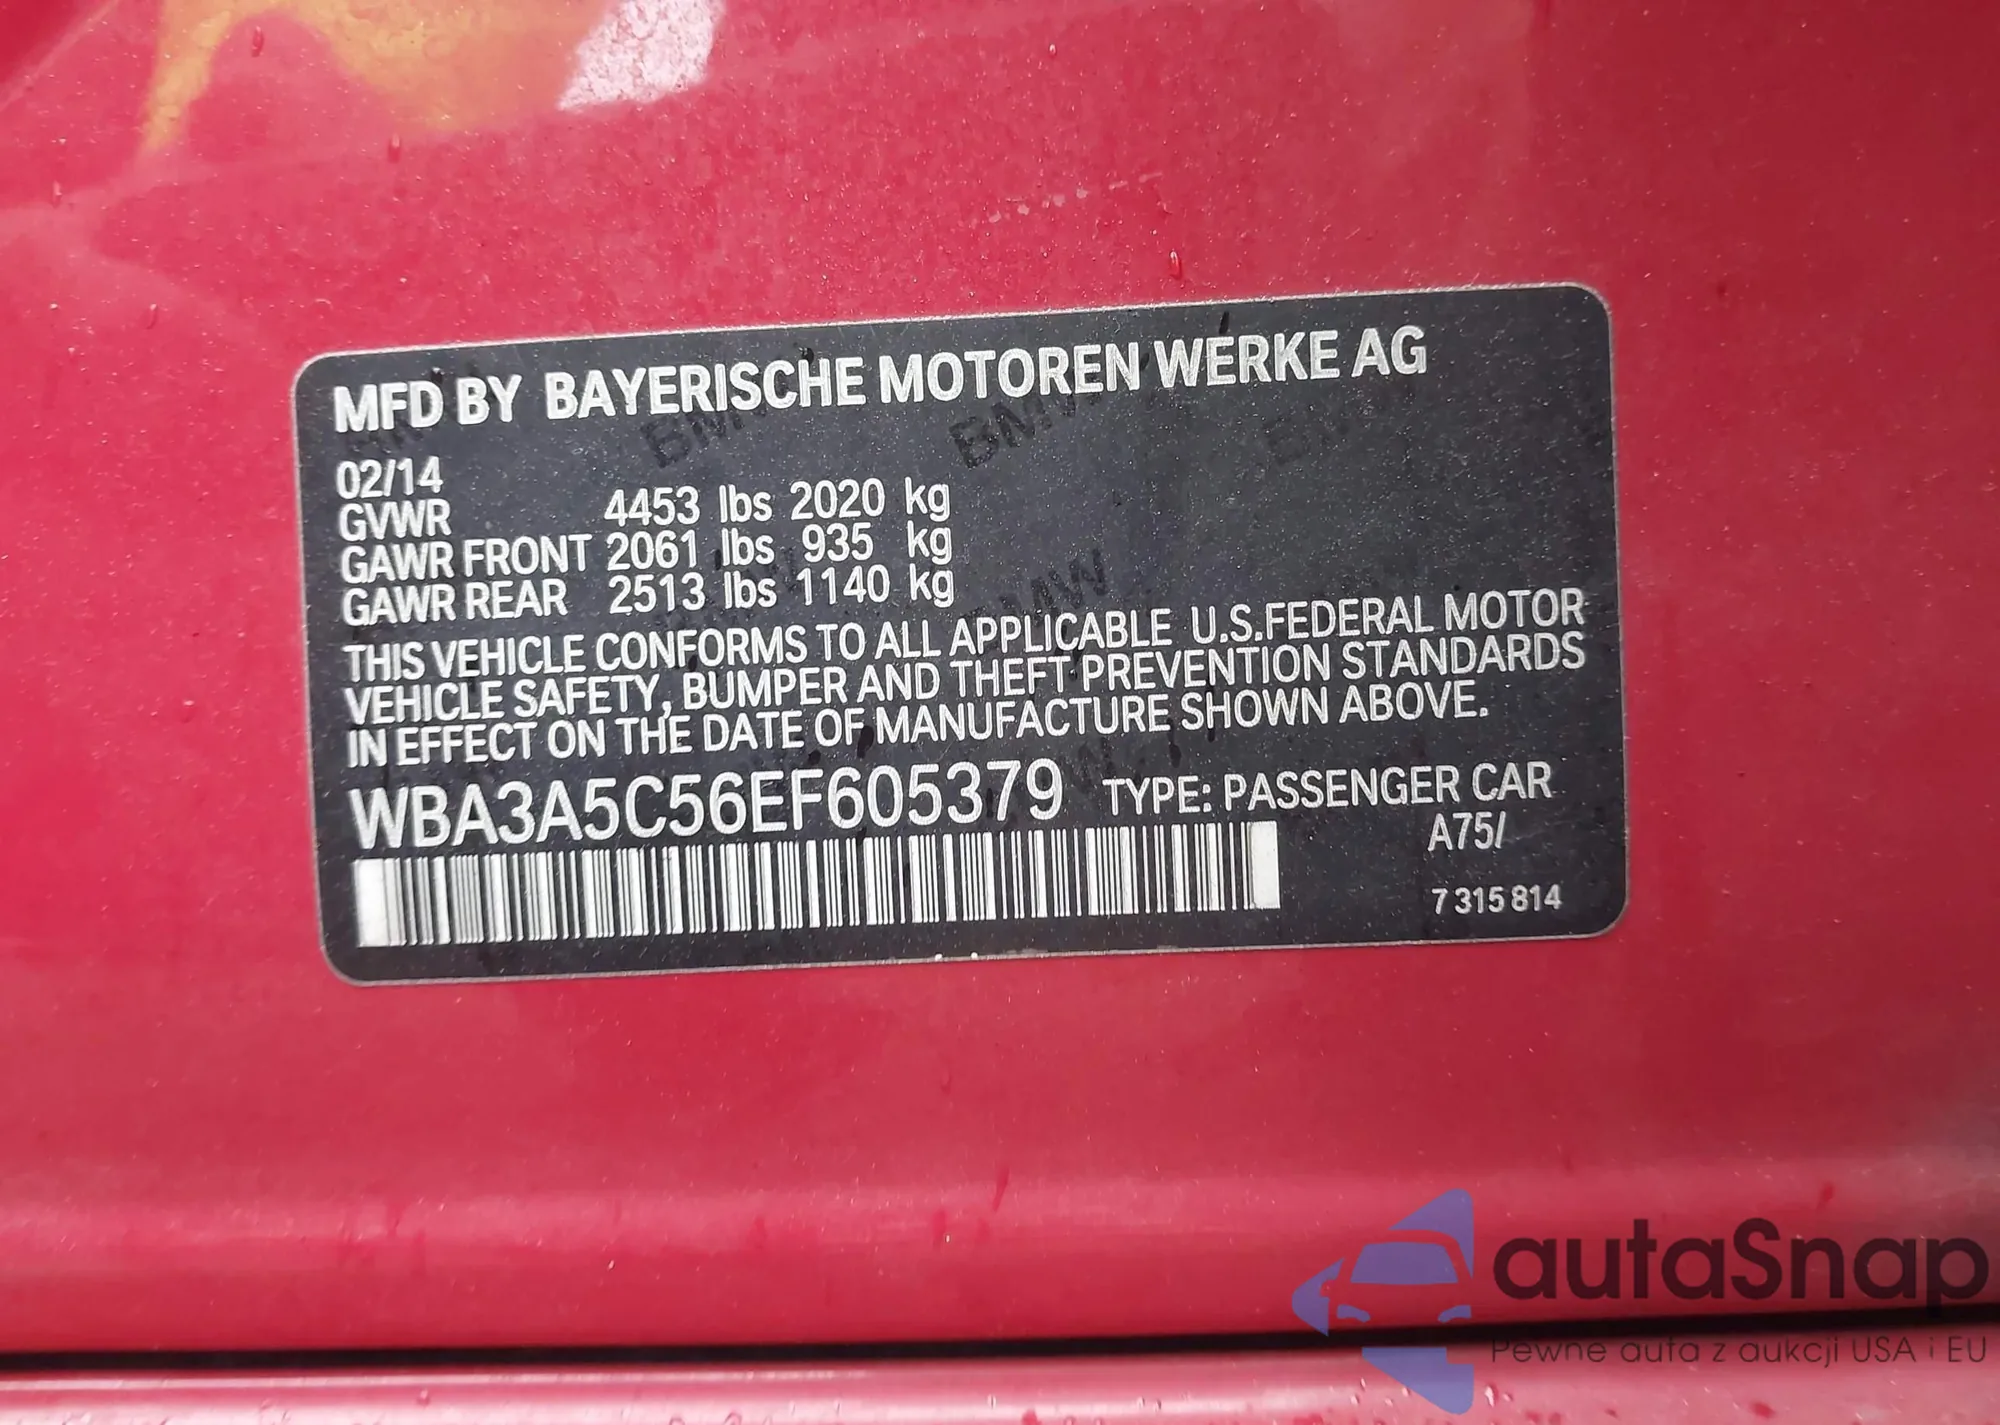 MFD BY BAYERISCHE MOTOREN WERKE AG
02/14
GVWR 4453 lbs 2020 kg
GAWR FRONT 2061 lbs 935 kg
GAWR REAR 2513 lbs 1140 kg
THIS VEHICLE CONFORMS TO ALL APPLICABLE U.S.FEDERAL MOTOR
VEHICLE SAFETY, BUMPER AND THEFT PREVENTION STANDARDS
IN EFFECT ON THE DATE OF MANUFACTURE SHOWN ABOVE.
WBA3A5C56EF605379 TYPE: PASSENGER CAR
A75/
7 315 814
autaSnap
Pewne auta z aukcji USA i EU